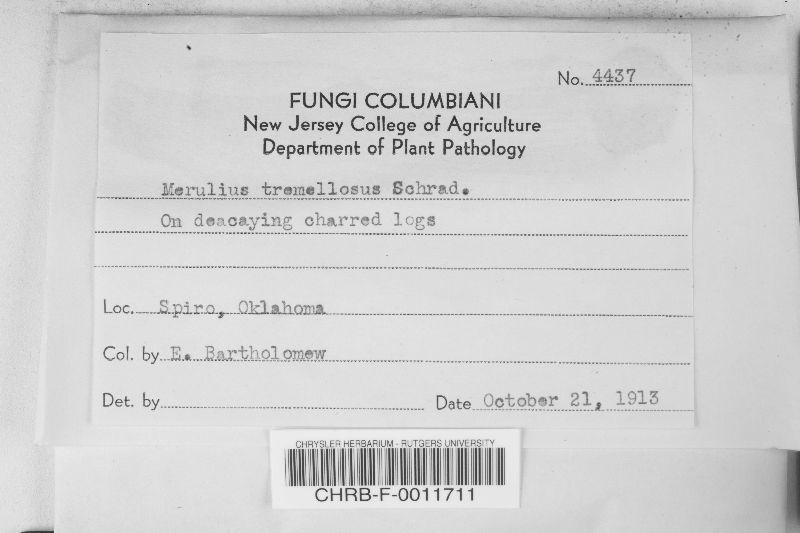 No. 4437
FUNGI COLUMBIANI
New Jersey College of Agriculture
Department of Plant Pathology
Merulius tremellosus Schrad.
On deacaying charred logs
Loc. Spiro, Oklahoma
Col. by E. Bartholomew
Det. by
Date October 21, 1913
CHRYSLER HERBARIUM - RUTGERS UNIVERSITY
CHRB-F-0011711